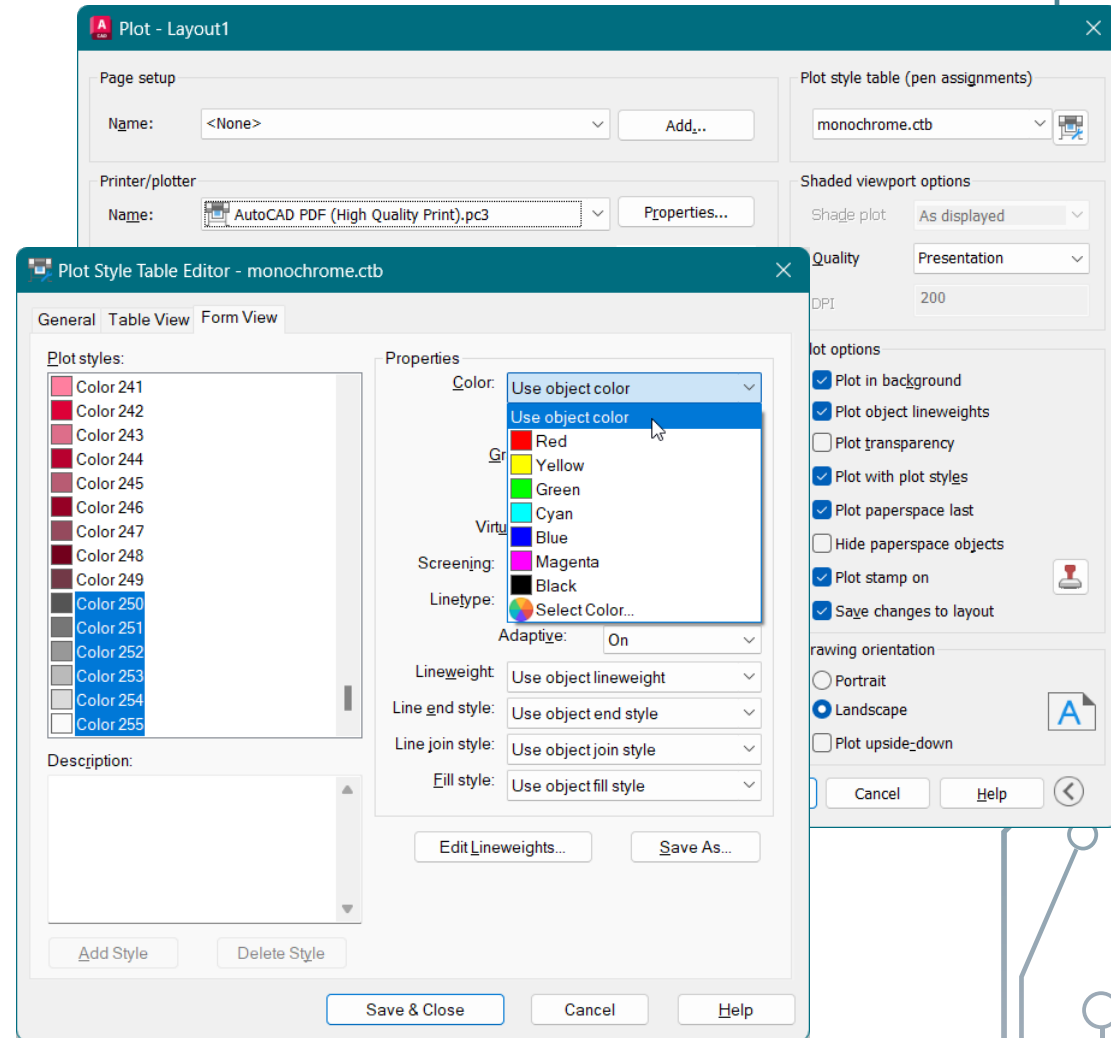 A
CAD
Plot - Layout1
Page setup
Name:
<None>
Add...
Plot style table (pen assignments)
monochrome.ctb
Printer/plotter
Name:
AutoCAD PDF (High Quality Print).pc3
Properties...
Shaded viewport options
Shade plot
As displayed
Quality
Presentation
DPI
200
lot options
Plot in background
Plot object lineweights
Plot transparency
Plot with plot styles
Plot paperspace last
Hide paperspace objects
Plot stamp on
Save changes to layout
rawing orientation
Portrait
Landscape
Plot upside-down
A
Cancel
Help
Plot Style Table Editor - monochrome.ctb
General
Table View
Form View
Plot styles:
Color 241
Color 242
Color 243
Color 244
Color 245
Color 246
Color 247
Color 248
Color 249
Color 250
Color 251
Color 252
Color 253
Color 254
Color 255
Description:
Add Style
Delete Style
Properties
Color:
Use object color
Use object color
Red
Yellow
Green
Cyan
Blue
Magenta
Black
Select Color...
Gr
Virtu
Screening:
Linetype:
Adaptive:
On
Lineweight
Use object lineweight
Line end style:
Use object end style
Line join style:
Use object join style
Fill style:
Use object fill style
Edit Lineweights...
Save As...
Save & Close
Cancel
Help